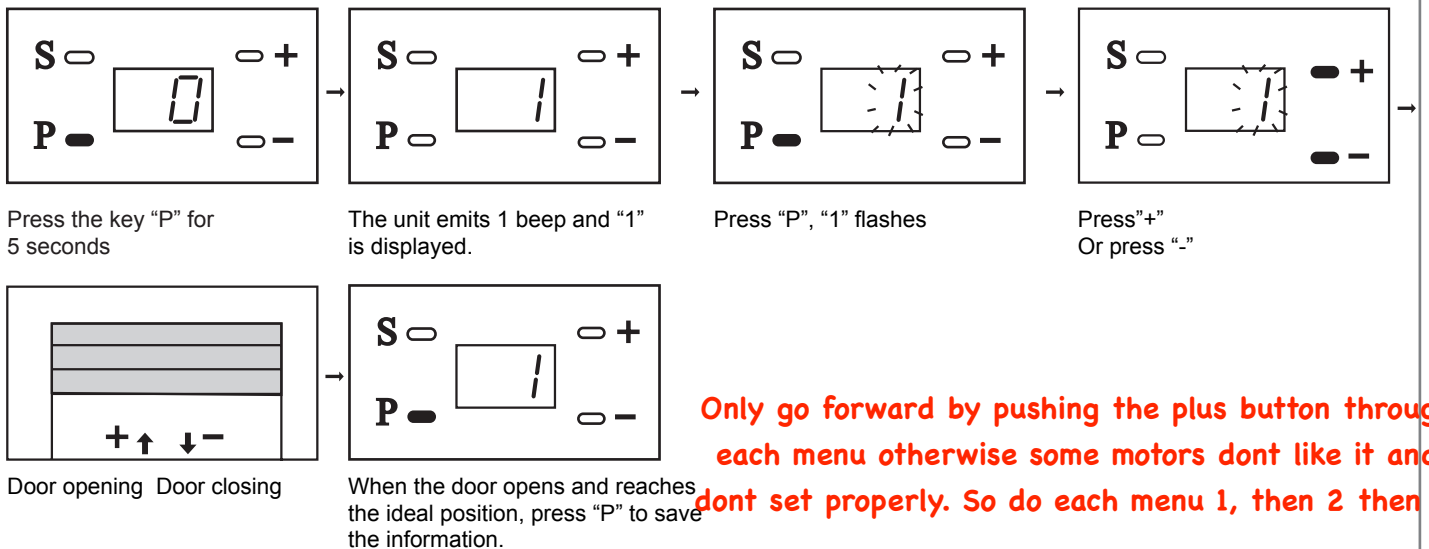 S + S + S + S +
0 1 1 1
P - P - P - P -
Press the key “P” for
5 seconds
The unit emits 1 beep and “1”
is displayed.
Press “P”, “1” flashes
Press”+”
Or press “-”
+ -
Door opening Door closing
S +
1
P -
When the door opens and reaches
the ideal position, press “P” to save
the information.
Only go forward by pushing the plus button
each menu otherwise some motors dont like it
dont set properly. So do each menu 1, then 2 then